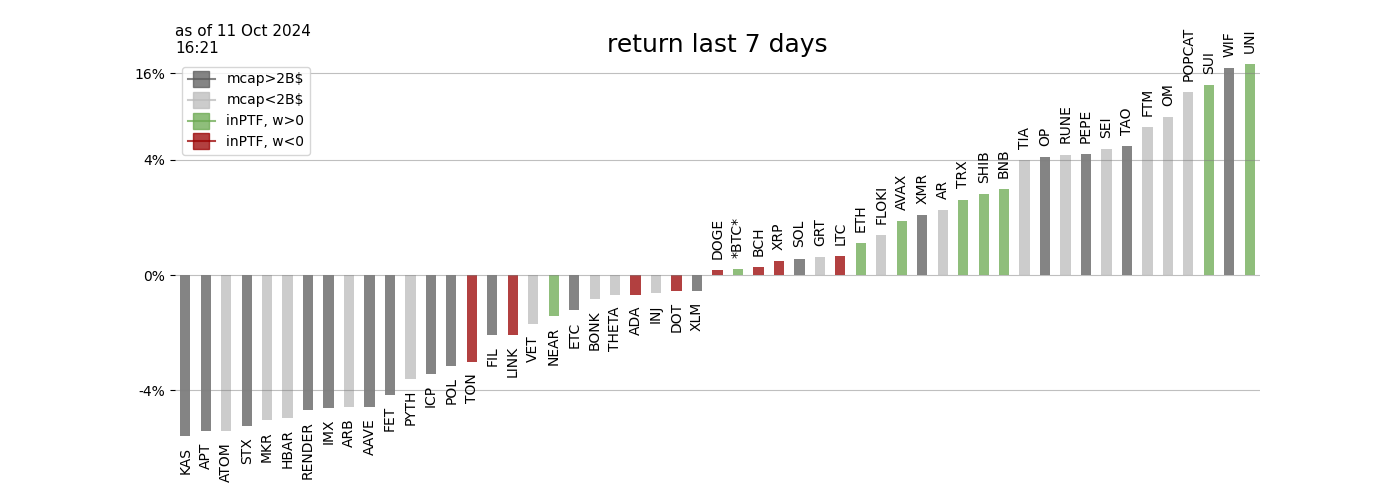 as of 11 Oct 2024
16:21
return last 7 days
mcap>2B$
mcap<2B$
inPTF, w>0
inPTF, w<0
16%
4%
0%
-4%
KAS
APT
ATOM
STX
MKR
HBAR
RENDER
IMX
ARB
AAVE
FET
PYTH
ICP
POL
TON
FIL
LINK
VET
NEAR
ETC
BONK
THETA
ADA
INJ
DOT
XLM
DOGE
*BTC*
BCH
XRP
SOL
GRT
LTC
ETH
FLOKI
AVAX
XMR
AR
TRX
SHIB
BNB
TIA
OP
RUNE
PEPE
SEI
TAO
FTM
OM
POPCAT
SUI
WIF
UNI